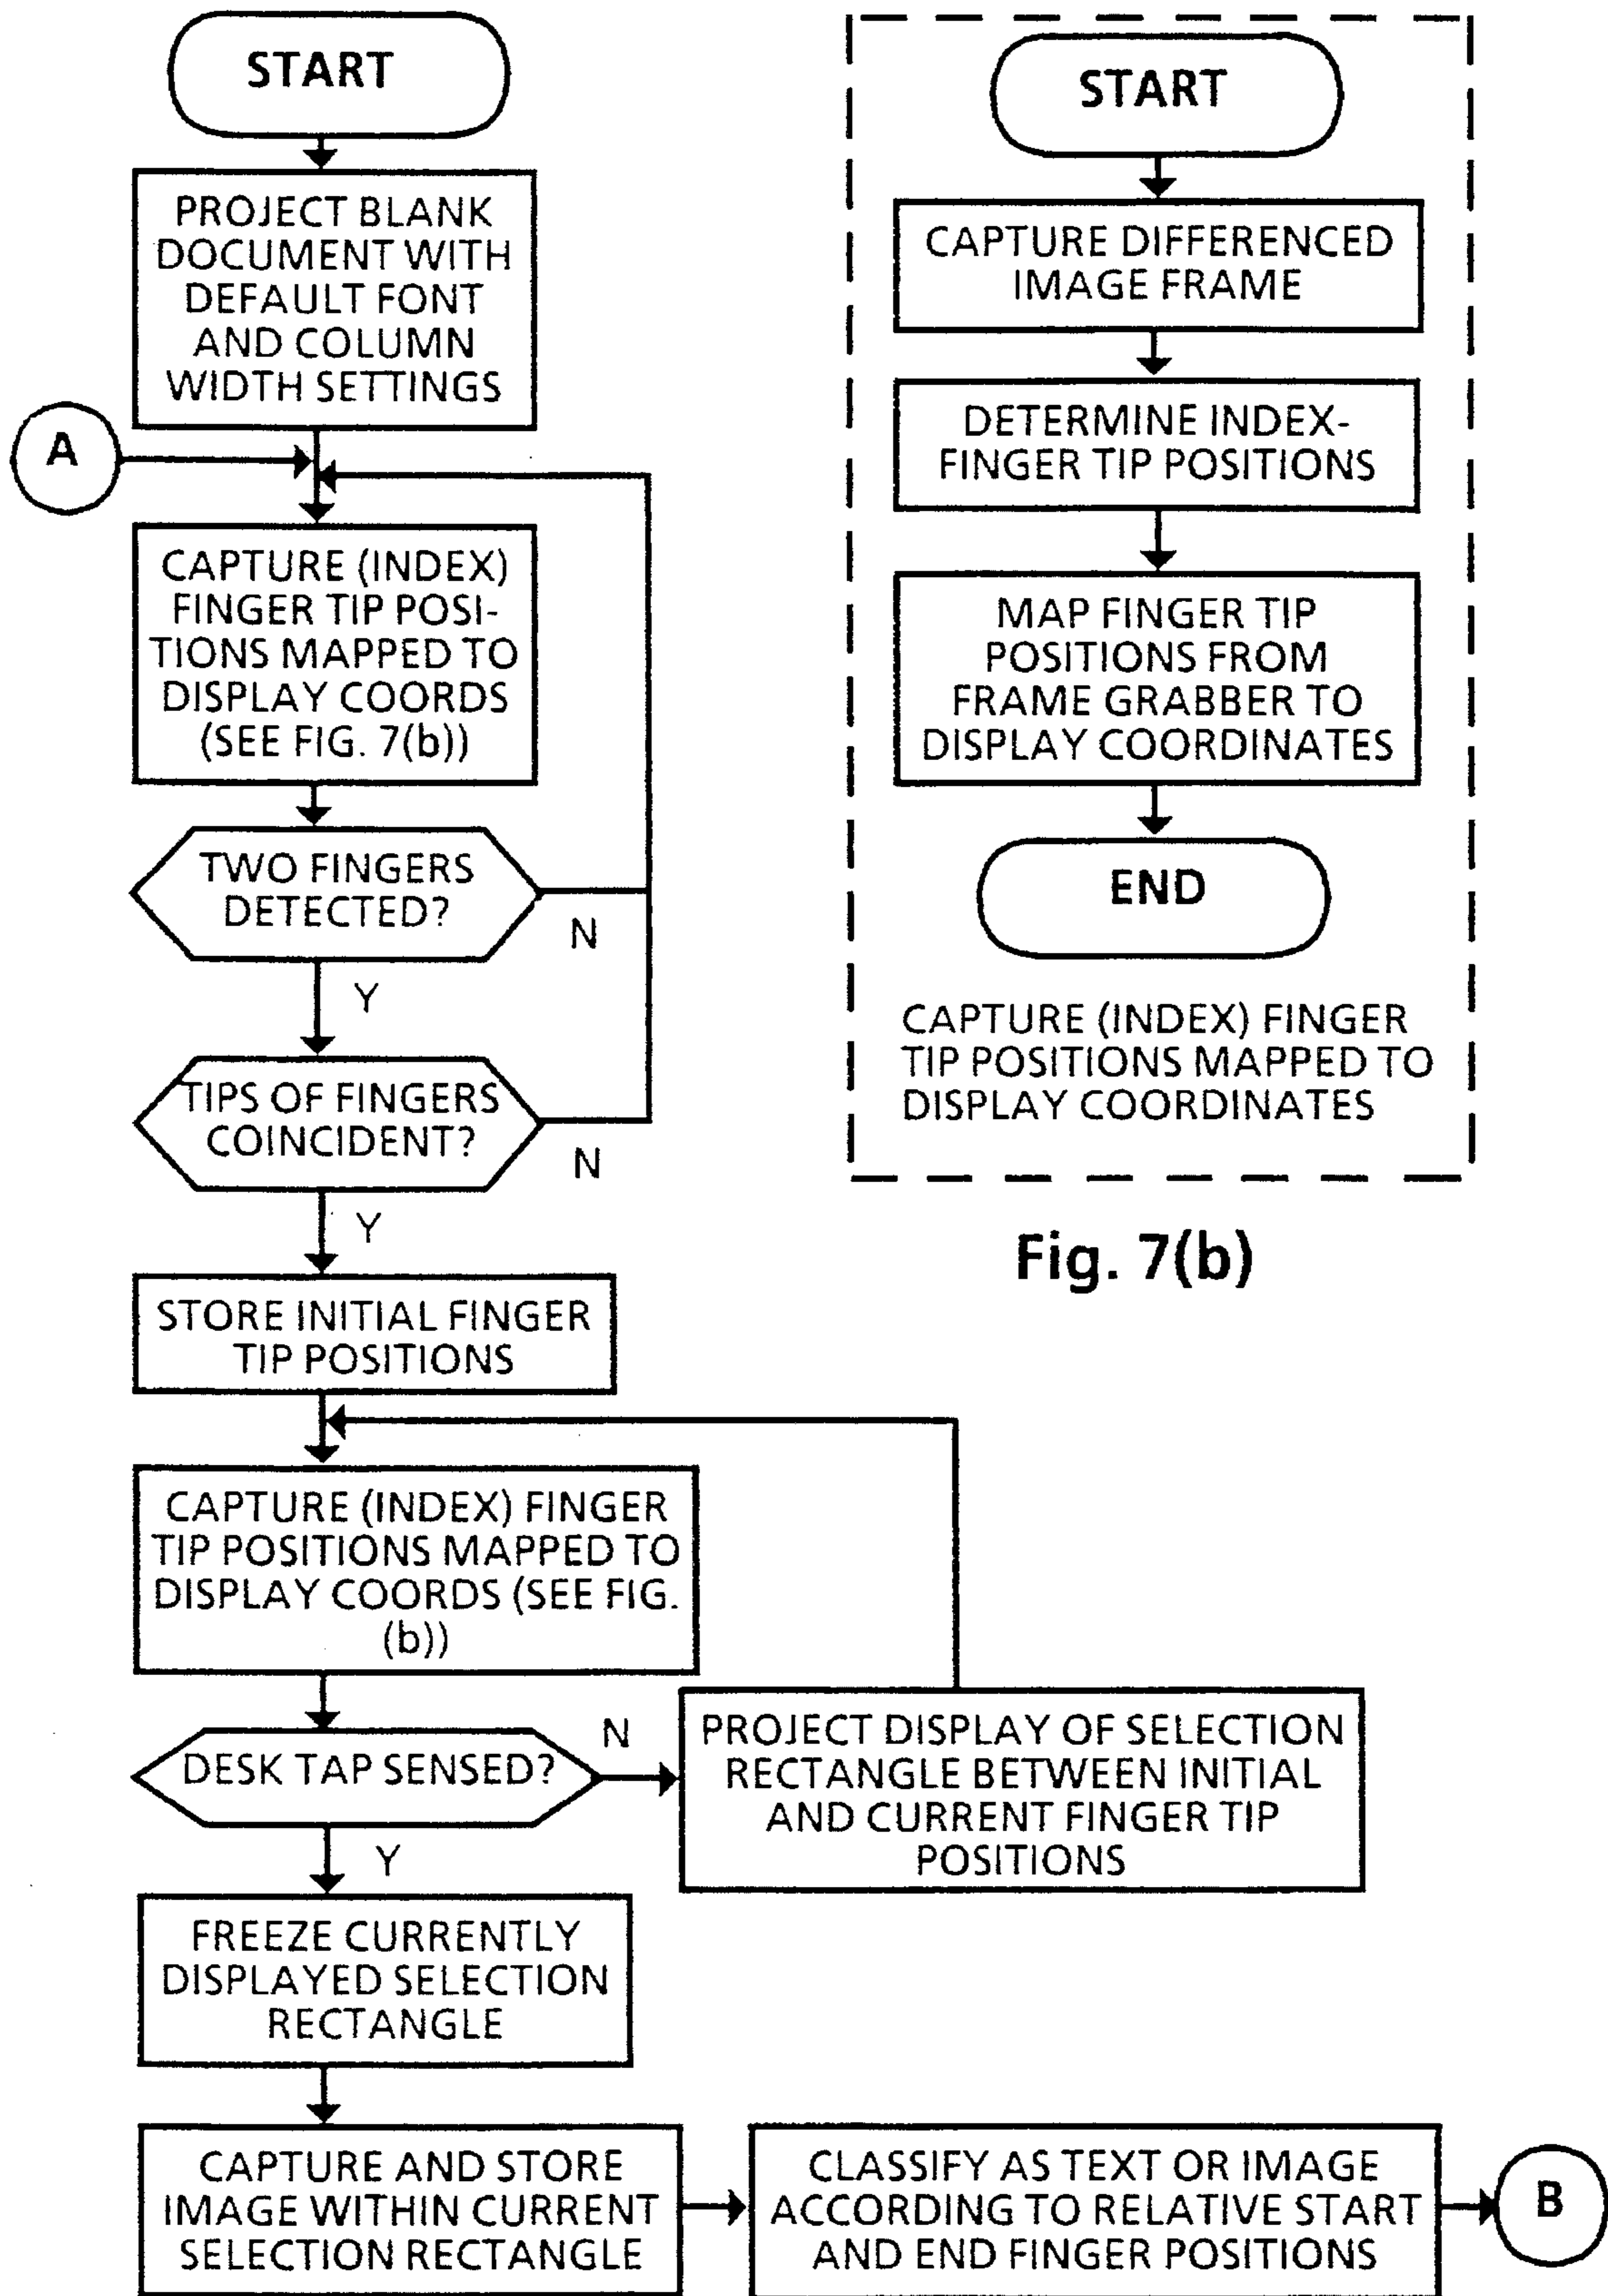 START
PROJECT BLANK
DOCUMENT WITH
DEFAULT FONT
AND COLUMN
WIDTH SETTINGS
A
CAPTURE (INDEX)
FINGER TIP POSI-
TIONS MAPPED TO
DISPLAY COORDS
(SEE FIG. 7(b))
TWO FINGERS
DETECTED?
N
Y
TIPS OF FINGERS
COINCIDENT?
N
Y
STORE INITIAL FINGER
TIP POSITIONS
CAPTURE (INDEX) FINGER
TIP POSITIONS MAPPED TO
DISPLAY COORDS (SEE FIG.
(b))
DESK TAP SENSED?
N
PROJECT DISPLAY OF SELECTION
RECTANGLE BETWEEN INITIAL
AND CURRENT FINGER TIP
POSITIONS
Y
FREEZE CURRENTLY
DISPLAYED SELECTION
RECTANGLE
CAPTURE AND STORE
IMAGE WITHIN CURRENT
SELECTION RECTANGLE
CLASSIFY AS TEXT OR IMAGE
ACCORDING TO RELATIVE START
AND END FINGER POSITIONS
B
START
CAPTURE DIFFERENCED
IMAGE FRAME
DETERMINE INDEX-
FINGER TIP POSITIONS
MAP FINGER TIP
POSITIONS FROM
FRAME GRABBER TO
DISPLAY COORDINATES
END
CAPTURE (INDEX) FINGER
TIP POSITIONS MAPPED TO
DISPLAY COORDINATES
Fig. 7(b)